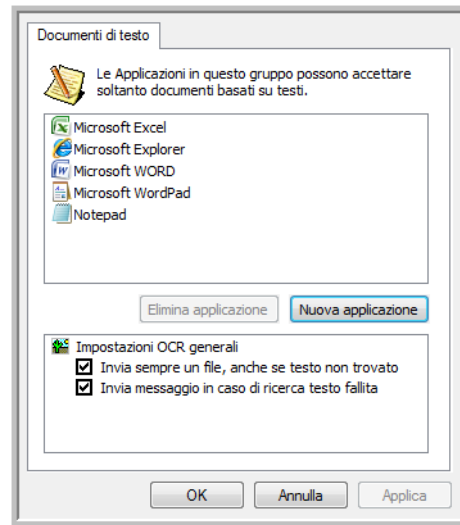 Documenti di testo
Le Applicazioni in questo gruppo possono accettare
soltanto documenti basati su testi.
Microsoft Excel
Microsoft Explorer
Microsoft WORD
Microsoft WordPad
Notepad
Elimina applicazione Nuova applicazione
Impostazioni OCR generali
Invia sempre un file, anche se testo non trovato
Invia messaggio in caso di ricerca testo fallita
OK Annulla Applica